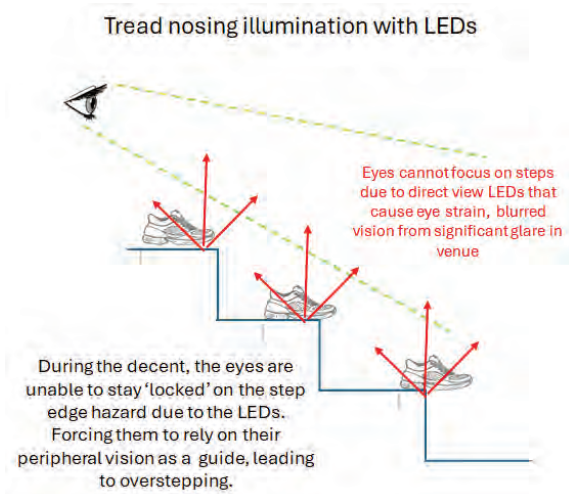 Tread nosing illumination with LEDs
Eyes cannot focus on steps
due to direct view LEDs that
cause eye strain, blurred
vision from significant glare in
venue
During the decent, the eyes are
unable to stay ‘locked’ on the step
edge hazard due to the LEDs.
Forcing them to rely on their
peripheral vision as a guide, leading
to overstepping.